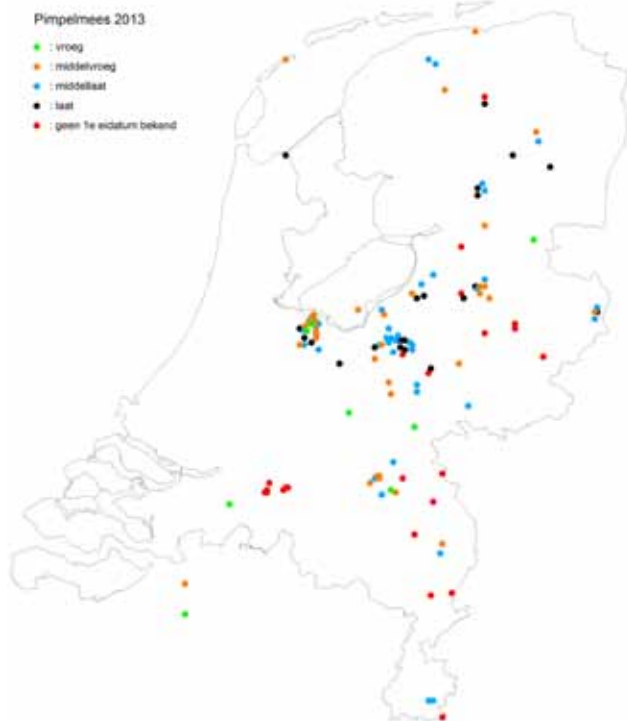 Pimpelmees 2013
: vroeg
: middelvroeg
: middellaat
: laat
: geen 1e eidatum bekend